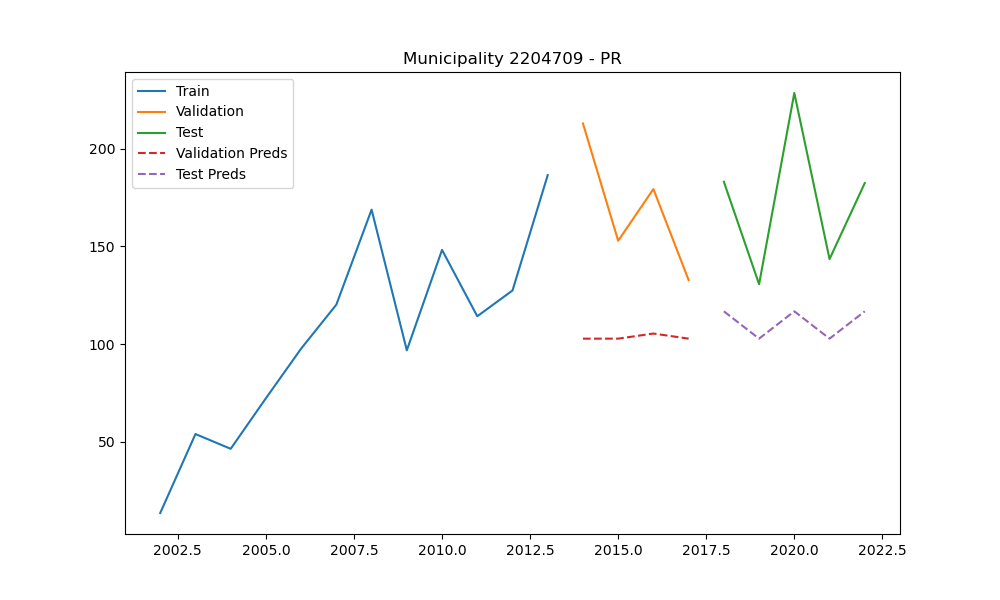 Municipality 2204709 - PR
Train
Validation
Test
Validation Preds
Test Preds
200
150
100
50
2002.5 2005.0 2007.5 2010.0 2012.5 2015.0 2017.5 2020.0 2022.5